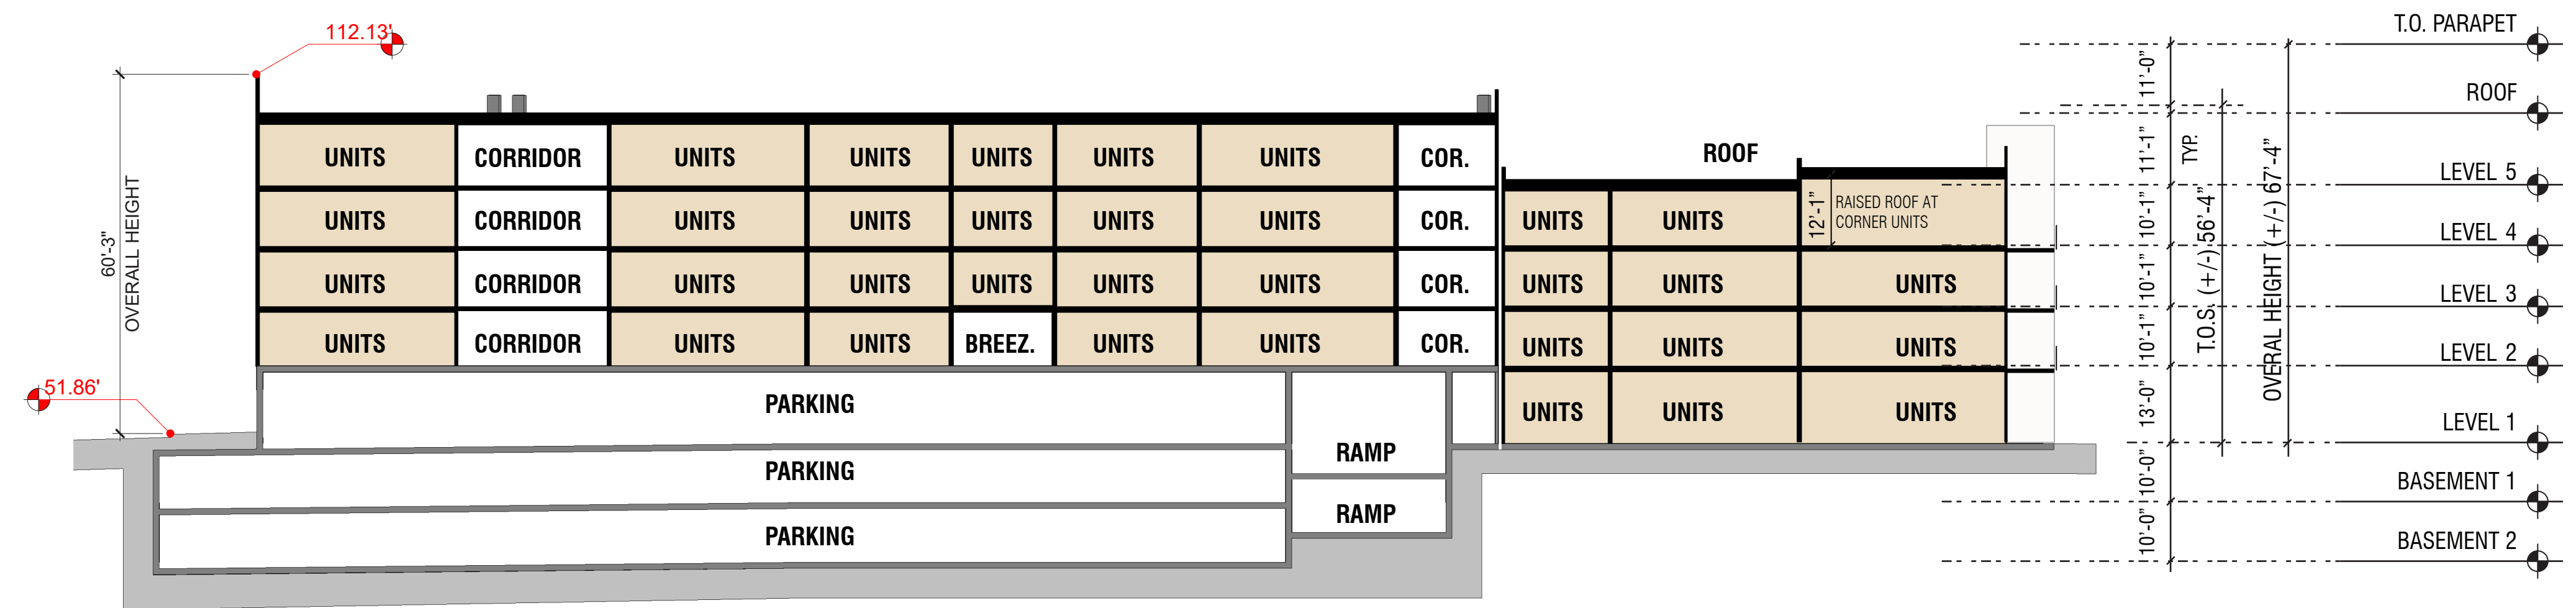 112.13'
T.O. PARAPET
11'-0"
ROOF
60'-3"
OVERALL HEIGHT
UNITS CORRIDOR UNITS UNITS UNITS UNITS UNITS COR.
ROOF
11'-1"
TYP.
LEVEL 5
UNITS CORRIDOR UNITS UNITS UNITS UNITS UNITS COR.
UNITS UNITS
12'-1"
RAISED ROOF AT
CORNER UNITS
10'-1"
T.O.S. (+/-) 56'-4"
OVERAL HEIGHT (+/-) 67'-4"
LEVEL 4
UNITS CORRIDOR UNITS UNITS UNITS UNITS UNITS COR.
UNITS UNITS UNITS
10'-1"
LEVEL 3
UNITS CORRIDOR UNITS UNITS BREEZ. UNITS UNITS COR.
UNITS UNITS UNITS
10'-1"
LEVEL 2
51.86'
PARKING
UNITS UNITS UNITS
13'-0"
LEVEL 1
RAMP
PARKING
10'-0"
BASEMENT 1
RAMP
PARKING
10'-0"
BASEMENT 2